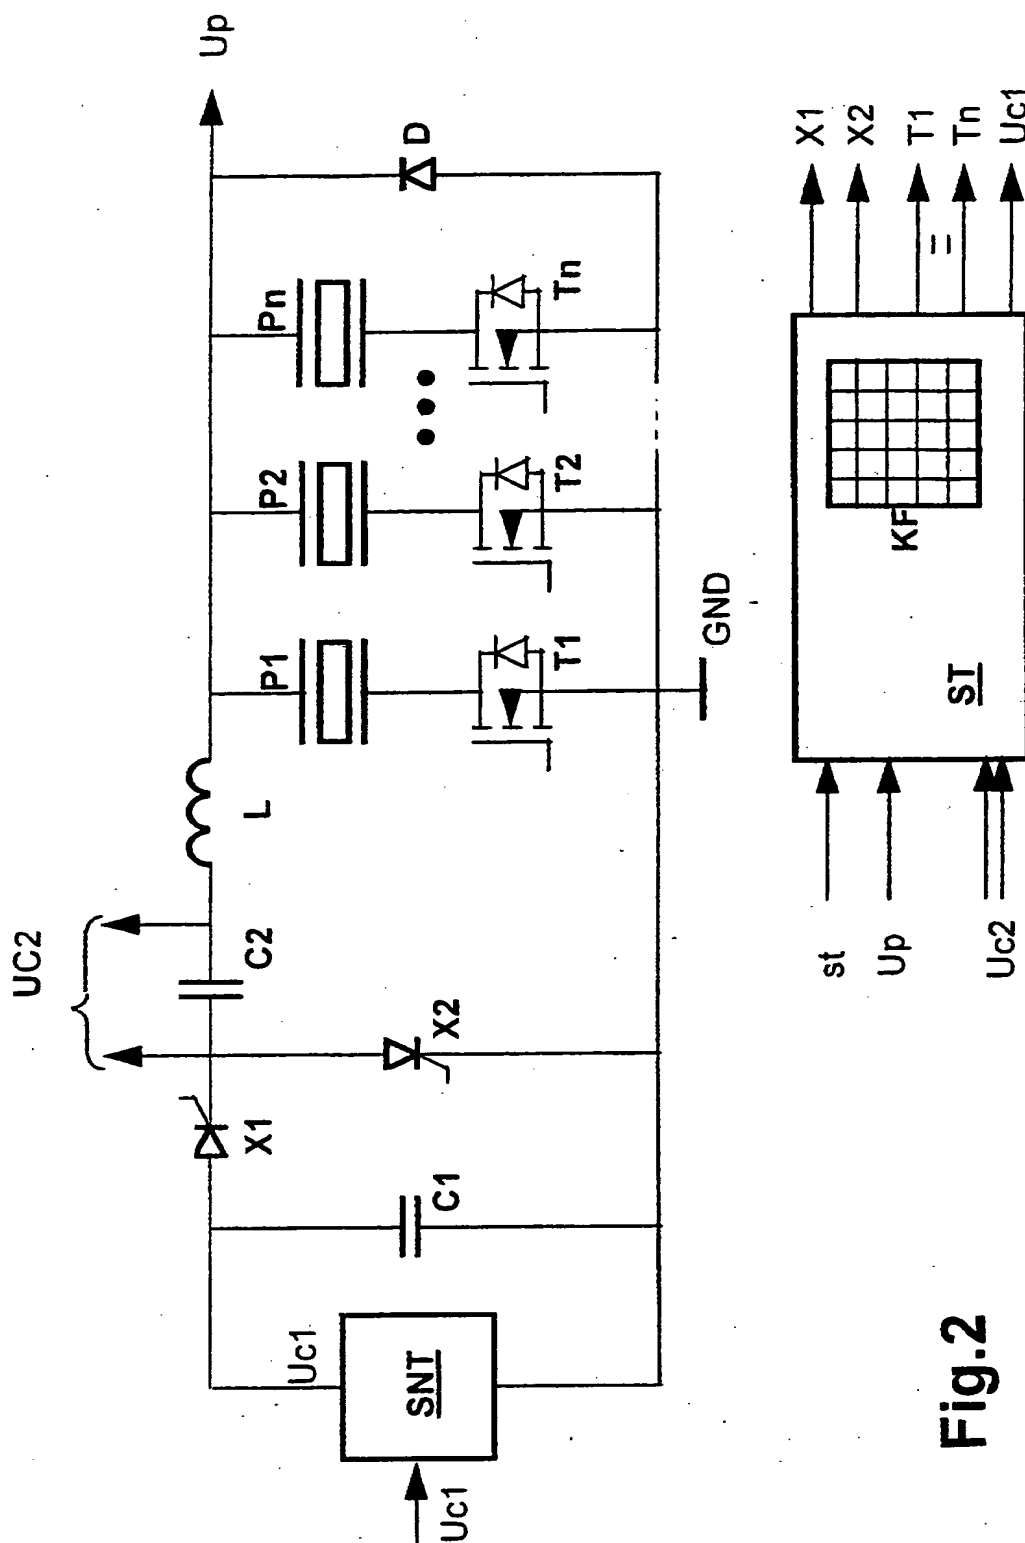 UC2
Up
X1
C2
L
P1
P2
Pn
Uc1
SNT
Uc1
C1
X2
T1
T2
Tn
D
GND
Fig.2
st
Up
Uc2
ST
KF
X1
X2
T1
=
Tn
Uc1